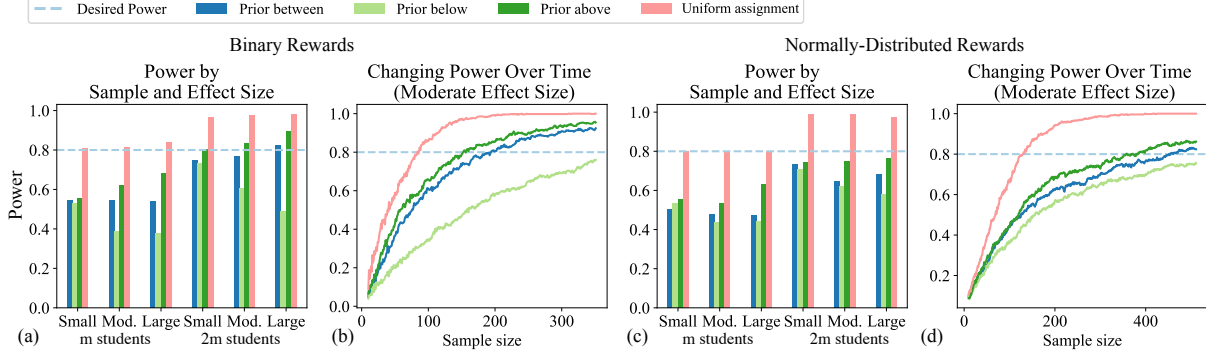 Desired Power Prior between Prior below Prior above Uniform assignment
Binary Rewards
Normally-Distributed Rewards
Power by
Sample and Effect Size
Power
1.0
0.8
0.6
0.4
0.2
0.0
Small Mod. Large Small Mod. Large
m students 2m students
(a)
Changing Power Over Time
(Moderate Effect Size)
1.0
0.8
0.6
0.4
0.2
0.0
0 100 200 300
Sample size
(b)
Power by
Sample and Effect Size
1.0
0.8
0.6
0.4
0.2
0.0
Small Mod. Large Small Mod. Large
m students 2m students
(c)
Changing Power Over Time
(Moderate Effect Size)
1.0
0.8
0.6
0.4
0.2
0 200 400
Sample size
(d)